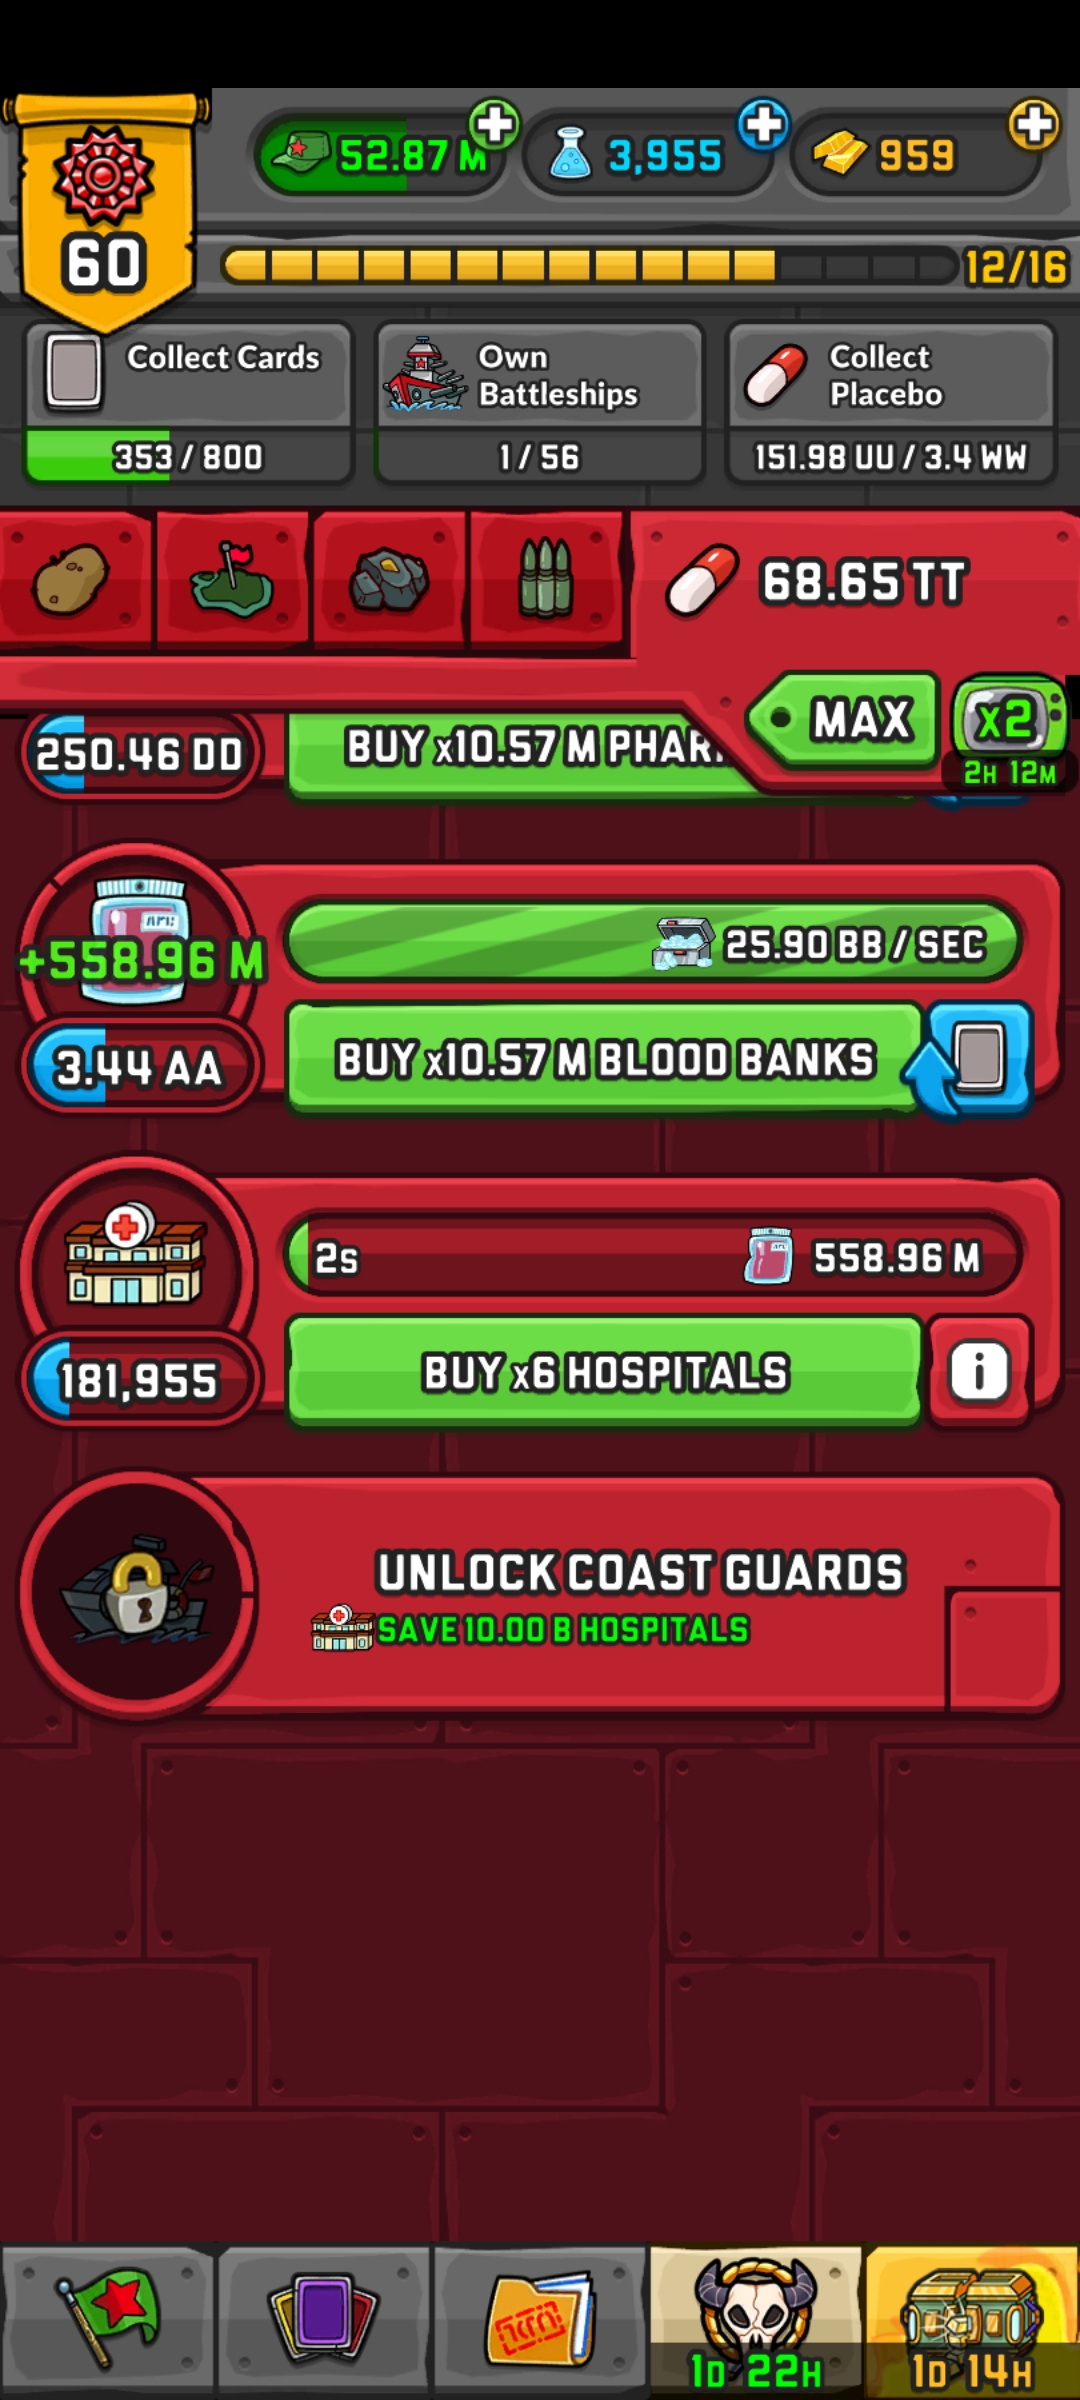 60
52.87 M
3,955
959
12/16
Collect Cards
353 / 800
Own
Battleships
1 / 56
Collect
Placebo
151.98 UU / 3.4 WW
68.65 TT
MAX
x2
2H 12M
250.46 DD
BUY x10.57 M PHAR
+558.96 M
25.90 BB / SEC
3.44 AA
BUY x10.57 M BLOOD BANKS
2s
558.96 M
181,955
BUY x6 HOSPITALS
i
UNLOCK COAST GUARDS
SAVE 10.00 B HOSPITALS
1D 22H
1D 14H